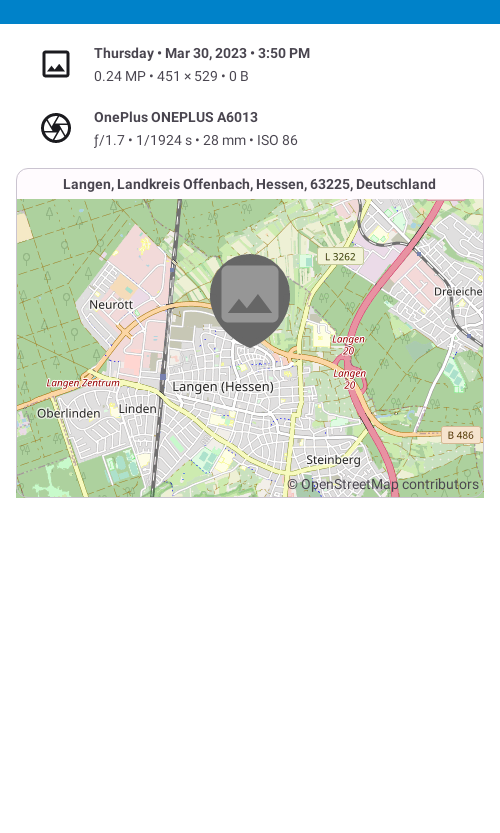 Thursday • Mar 30, 2023 • 3:50 PM
0.24 MP • 451 × 529 • 0 B
OnePlus ONEPLUS A6013
ƒ/1.7 • 1/1924 s • 28 mm • ISO 86
Langen, Landkreis Offenbach, Hessen, 63225, Deutschland
L 3262
Dreieiche
Neurott
Langen
20
Langen
20
Langen Zentrum
Langen (Hessen)
Oberlinden
Linden
B 486
Steinberg
© OpenStreetMap contributors